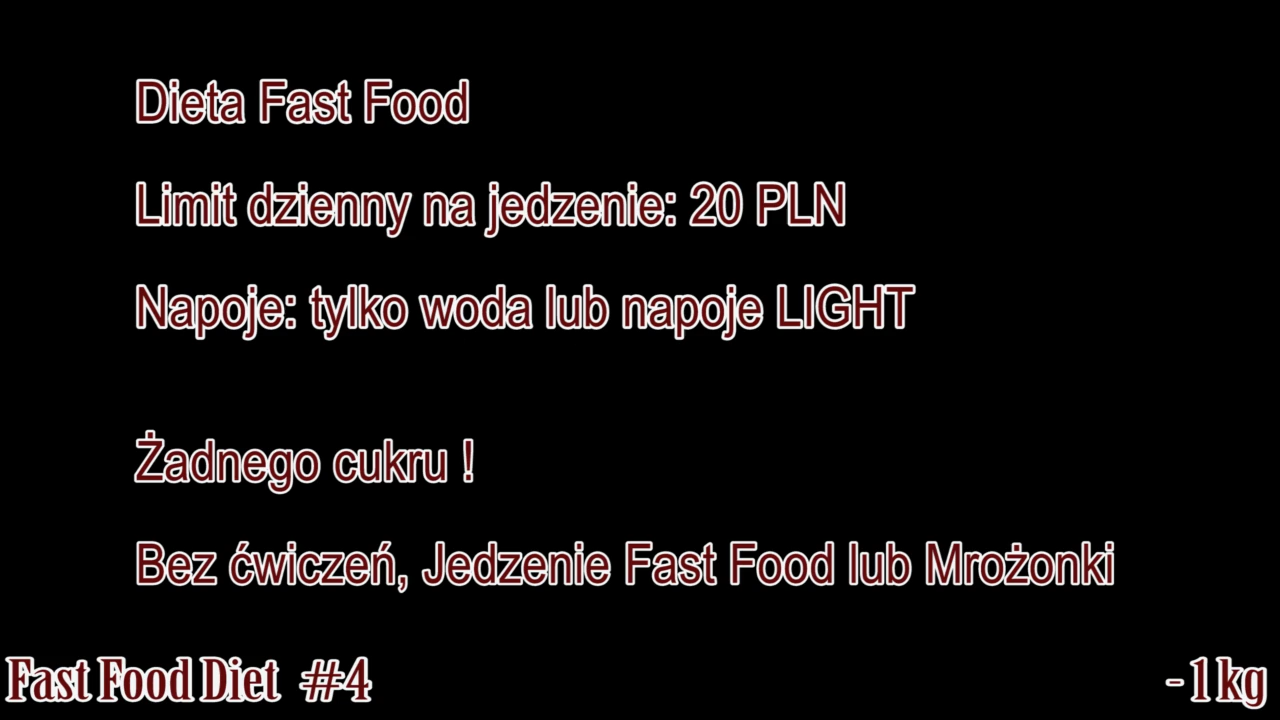 Dieta Fast Food
Limit dzienny na jedzenie: 20 PLN
Napoje: tylko woda lub napoje LIGHT
Żadnego cukru !
Bez ćwiczeń, Jedzenie Fast Food lub Mrożonki
Fast Food Diet #4
- 1 kg